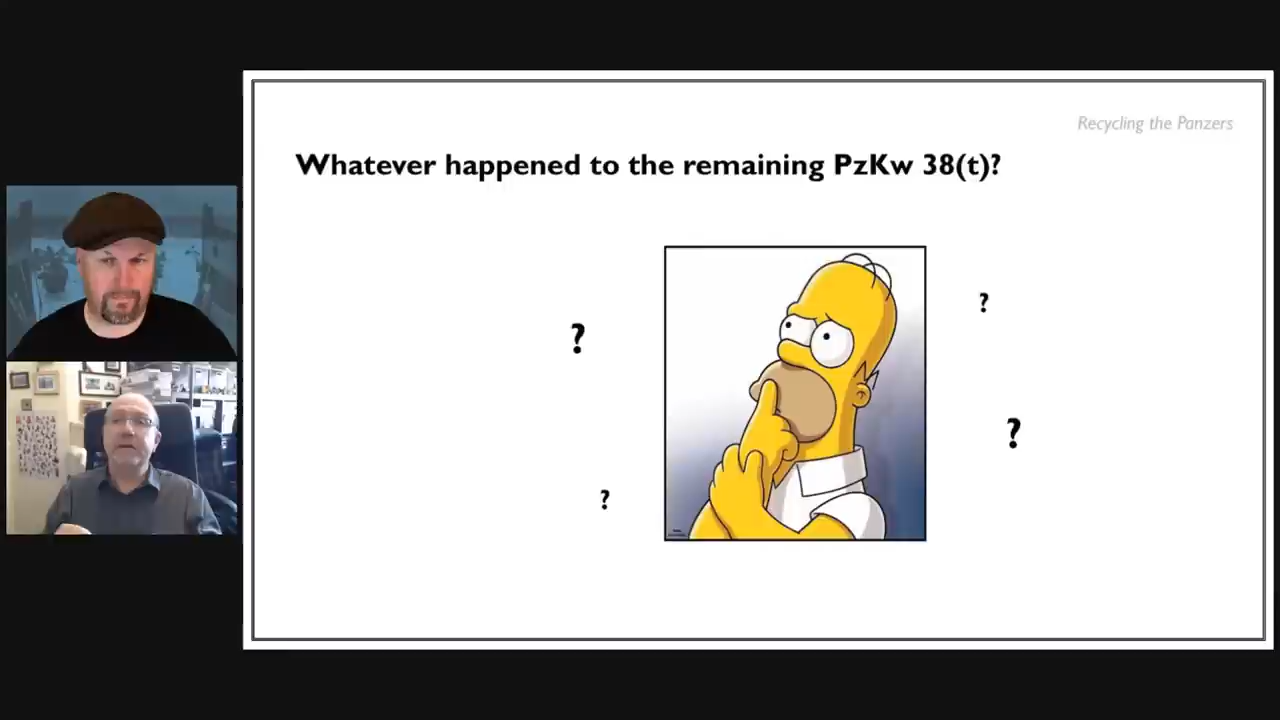 Recycling the Panzers
Whatever happened to the remaining PzKw 38(t)?
?
?
?
?